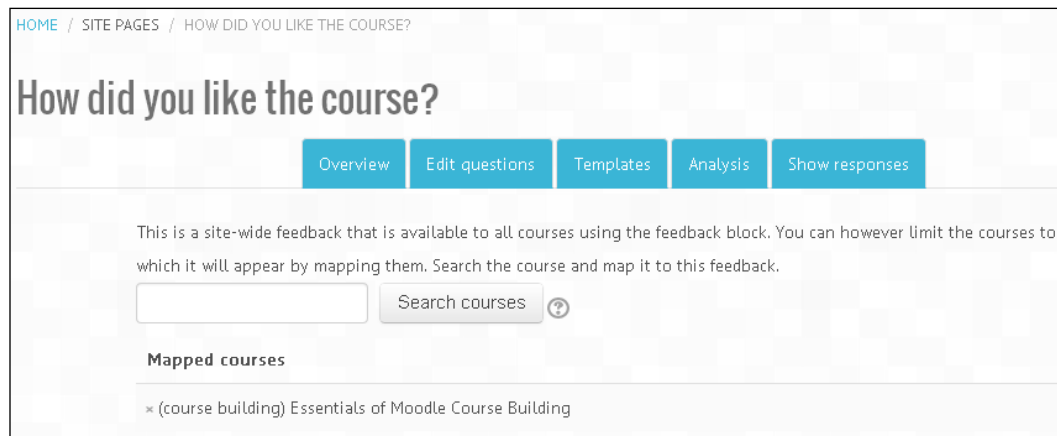 HOME / SITE PAGES / HOW DID YOU LIKE THE COURSE?
How did you like the course?
Overview Edit questions Templates Analysis Show responses
This is a site-wide feedback that is available to all courses using the feedback block. You can however limit the courses to
which it will appear by mapping them. Search the course and map it to this feedback.
Search courses ?
Mapped courses
× (course building) Essentials of Moodle Course Building